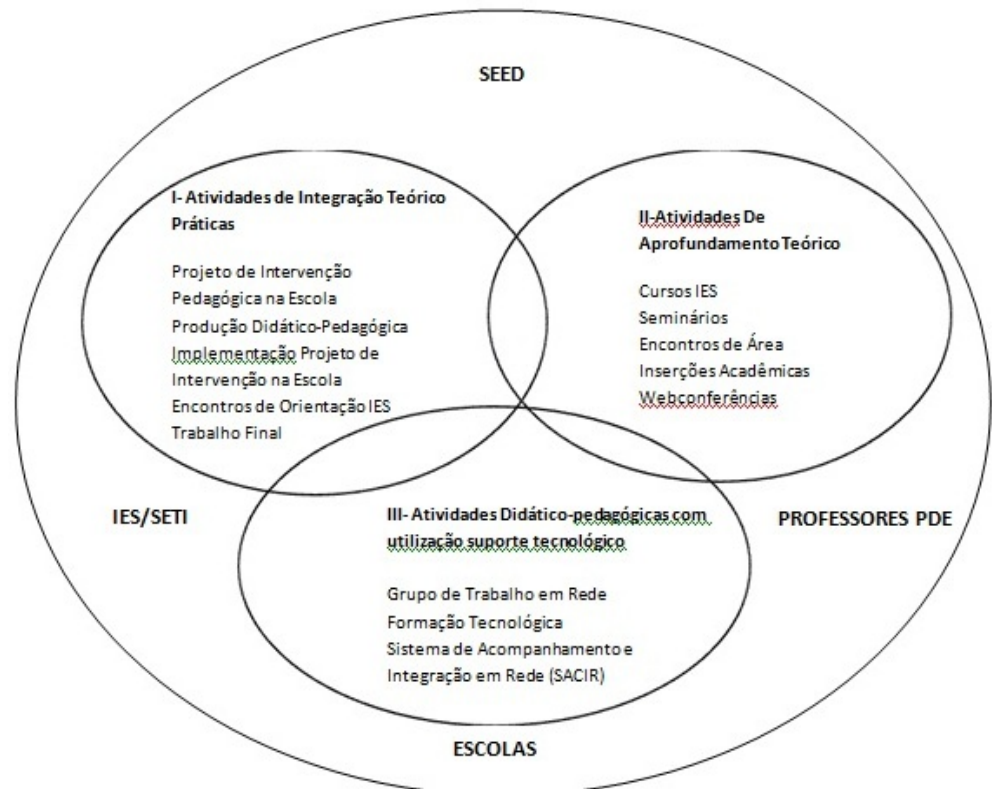 SEED
I- Atividades de Integração Teórico
Práticas
Projeto de Intervenção
Pedagógica na Escola
Produção Didático-Pedagógica
Implementação Projeto de
Intervenção na Escola
Encontros de Orientação IES
Trabalho Final
II-Atividades De
Aprofundamento Teórico
Cursos IES
Seminários
Encontros de Área
Inserções Acadêmicas
Webconferências
IES/SETI
III- Atividades Didático-pedagógicas com
utilização suporte tecnológico
Grupo de Trabalho em Rede
Formação Tecnológica
Sistema de Acompanhamento e
Integração em Rede (SACIR)
PROFESSORES PDE
ESCOLAS